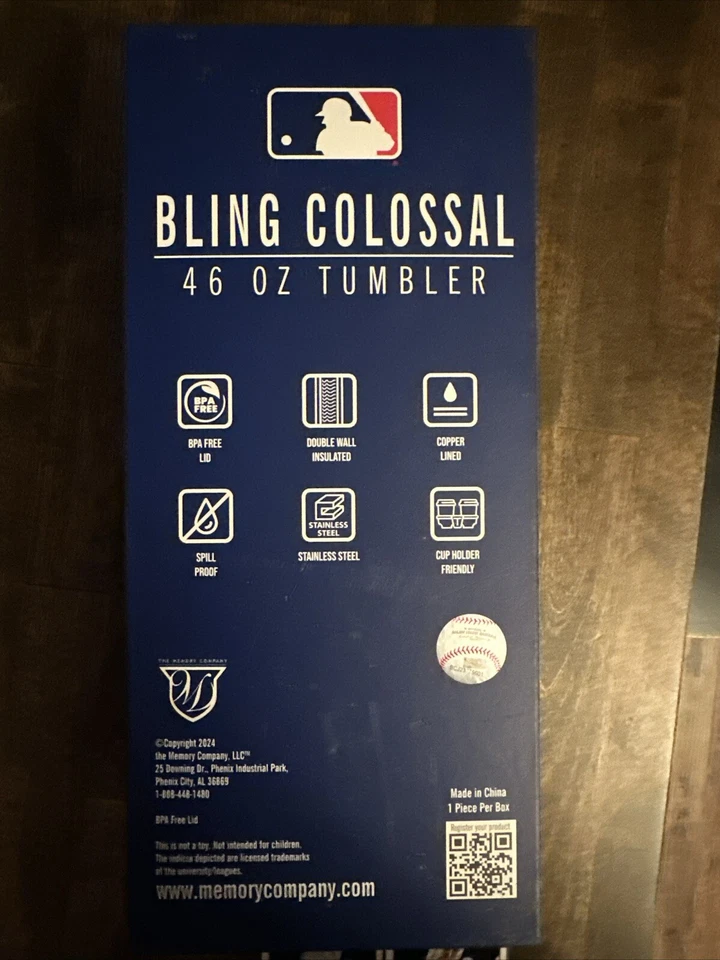 BLING COLOSSAL
46 OZ TUMBLER
BPA
FREE
BPA FREE
LID
DOUBLE WALL
INSULATED
COPPER
LINED
SPILL
PROOF
STAINLESS
STEEL
STAINLESS STEEL
CUP HOLDER
FRIENDLY
THE MEMORY COMPANY
©Copyright 2024
the Memory Company, LLC™
25 Downing Dr., Phenix Industrial Park,
Phenix City, AL 36869
1-800-448-1480
BPA Free Lid
This is not a toy. Not intended for children.
The indicia depicted are licensed trademarks
of the university/leagues.
www.memorycompany.com
Made in China
1 Piece Per Box
Register your product